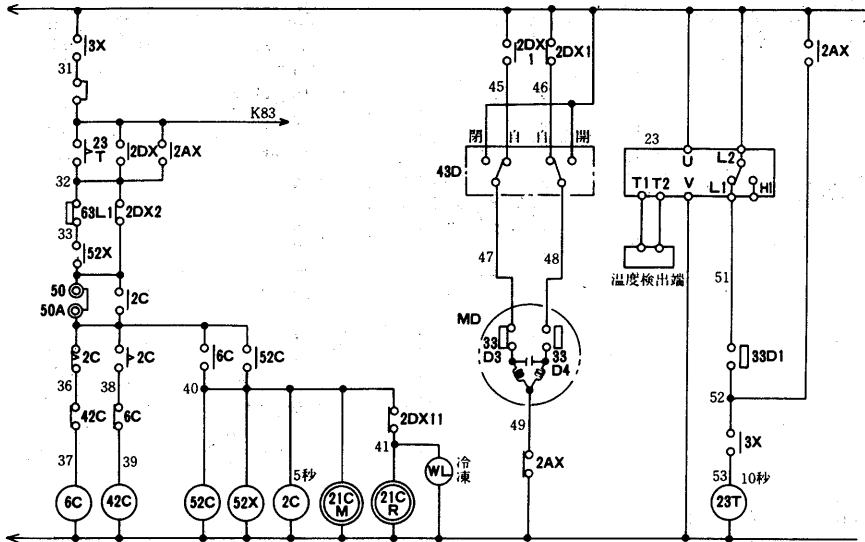 3X
31
K83
23
T
2DX
2AX
32
63L1
2DX2
33
52X
50
50A
2C
2C
2C
6C
52C
36
38
40
42C
6C
2DX11
37
39
41
5秒
WL
冷凍
6C
42C
52C
52X
2C
21C
M
21C
R
2DX
1
2DX1
45
46
閉
自
自
開
43D
47
48
MD
33
D3
33
D4
49
2AX
2AX
23
U
L2
T1
T2
V
L1
HI
温度検出端
51
33D1
52
3X
53
10秒
23T